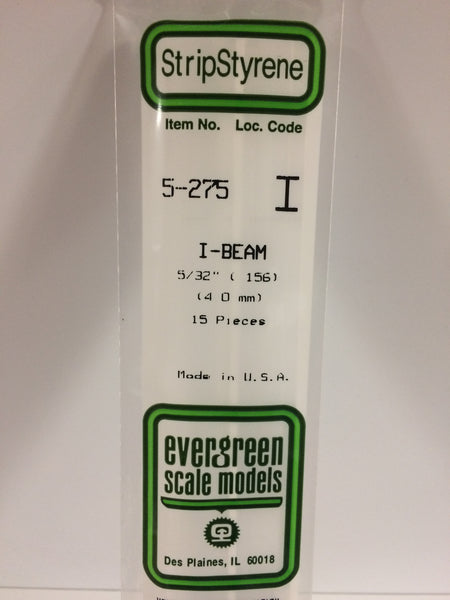 StripStyrene
Item No. Loc. Code
5-275 I
I-BEAM
5/32" ( 156)
(4 0 mm)
15 Pieces
Made in U.S.A.
evergreen
scale models
Des Plaines, IL 60018